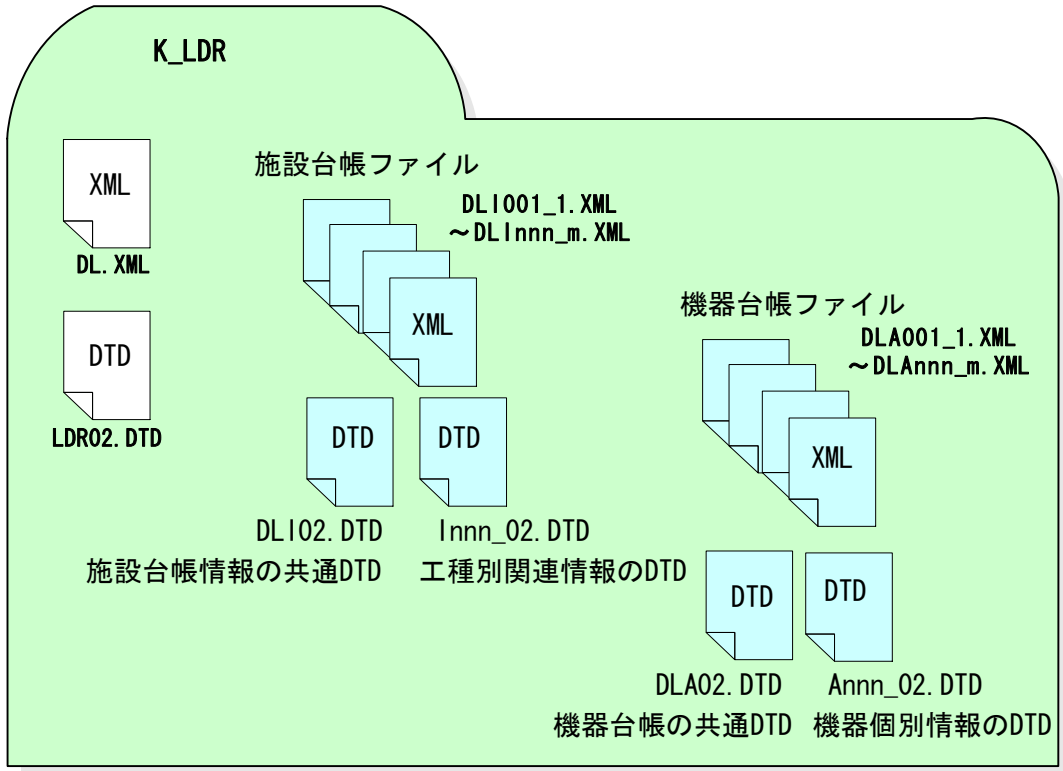 K_LDR
XML
DL.XML
DTD
LDR02.DTD
施設台帳ファイル
DLI001_1.XML
～DLInnn_m.XML
XML
DTD
DTD
DLI02.DTD
Innn_02.DTD
施設台帳情報の共通DTD
工種別関連情報のDTD
機器台帳ファイル
DLA001_1.XML
～DLAnnn_m.XML
XML
DTD
DTD
DLA02.DTD
Annn_02.DTD
機器台帳の共通DTD
機器個別情報のDTD